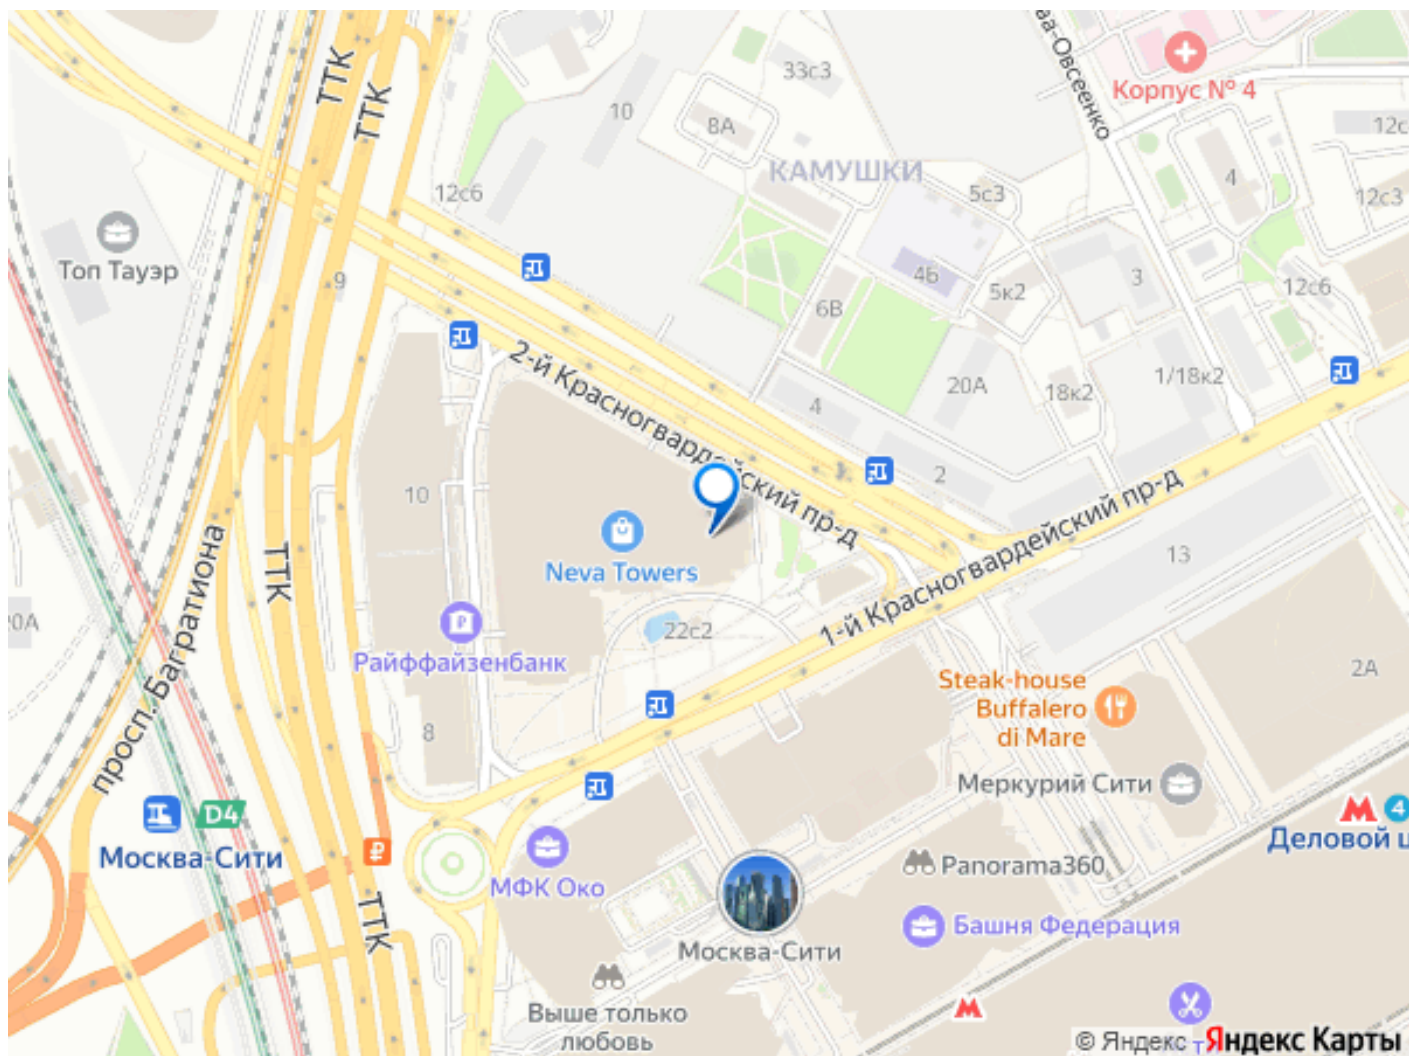 ТТК
ТТК
33с3
10
8А
Корпус № 4
12с
КАМУШКИ
4
12с6
5с3
12с3
Топ Тауэр
9
4Б
3
5к2
12с6
6В
2-й Красногвардейский пр-д
20А
18к2
1/18к2
4
2
10
1-й Красногвардейский пр-д
13
Neva Towers
ТТК
просп. Багратиона
20А
22с2
Райффайзенбанк
2А
Steak-house
Buffalero
di Mare
8
Меркурий Сити
D4
4
Москва-Сити
Деловой ц
Panorama360
МФК Око
ТТК
Башня Федерация
Москва-Сити
Выше только
любовь
© Яндекс Яндекс Карты